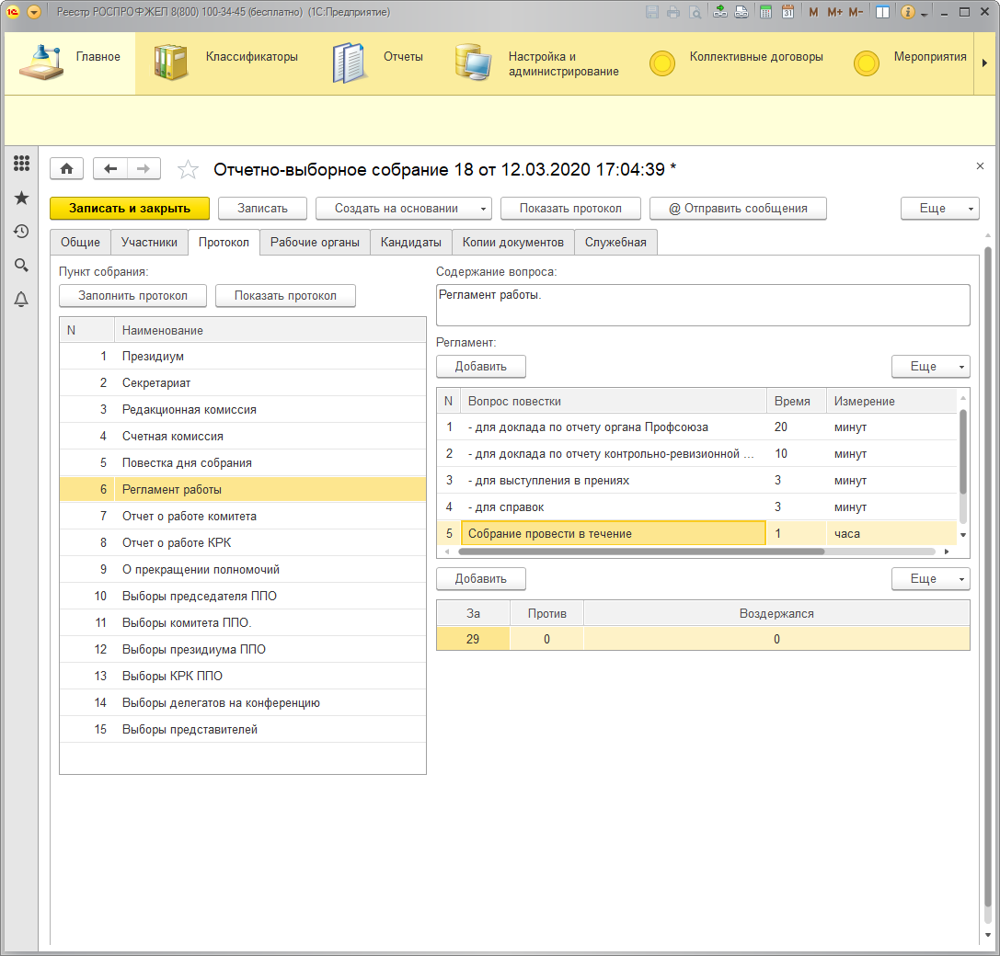 Реестр РОСПРОФЖЕЛ 8(800) 100-34-45 (бесплатно) (1С:Предприятие)
31 M M+ M-
Главное
Классификаторы
Отчеты
Настройка и
администрирование
Коллективные договоры
Мероприятия
Отчетно-выборное собрание 18 от 12.03.2020 17:04:39 *
Записать и закрыть
Записать
Создать на основании
Показать протокол
@ Отправить сообщения
Еще
Общие
Участники
Протокол
Рабочие органы
Кандидаты
Копии документов
Служебная
Пункт собрания:
Заполнить протокол
Показать протокол
N Наименование
1 Президиум
2 Секретариат
3 Редакционная комиссия
4 Счетная комиссия
5 Повестка дня собрания
6 Регламент работы
7 Отчет о работе комитета
8 Отчет о работе КРК
9 О прекращении полномочий
10 Выборы председателя ППО
11 Выборы комитета ППО.
12 Выборы президиума ППО
13 Выборы КРК ППО
14 Выборы делегатов на конференцию
15 Выборы представителей
Содержание вопроса:
Регламент работы.
Регламент:
Добавить
Еще
N Вопрос повестки Время Измерение
1 - для доклада по отчету органа Профсоюза 20 минут
2 - для доклада по отчету контрольно-ревизионной ... 10 минут
3 - для выступления в прениях 3 минут
4 - для справок 3 минут
5 Собрание провести в течение 1 часа
Добавить
Еще
За Против Воздержался
29 0 0